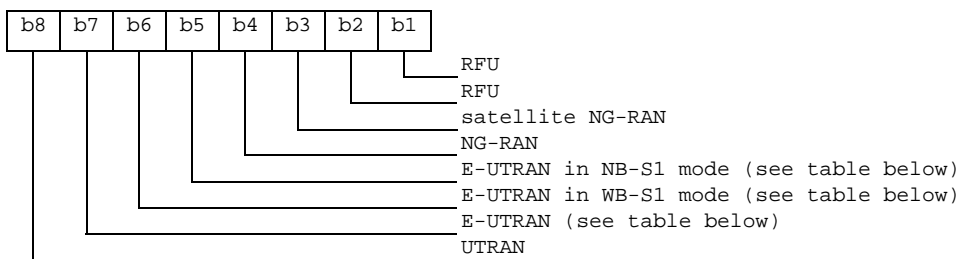 b8 b7 b6 b5 b4 b3 b2 b1
RFU
RFU
satellite NG-RAN
NG-RAN
E-UTRAN in NB-S1 mode (see table below)
E-UTRAN in WB-S1 mode (see table below)
E-UTRAN (see table below)
UTRAN